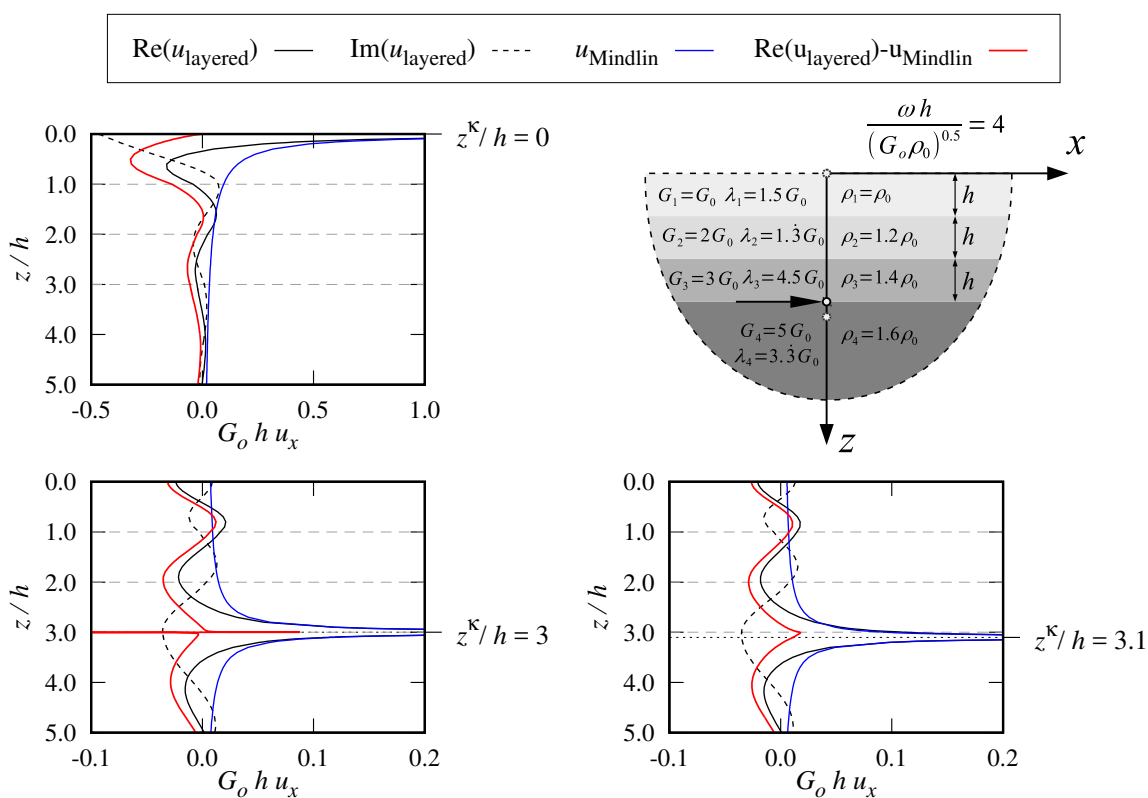 Re(u_layered) Im(u_layered) u_Mindlin Re(u_layered)-u_Mindlin
0.0
1.0
2.0
3.0
4.0
5.0
z / h
-0.5 0.0 0.5 1.0
G_o h u_x
z^κ / h = 0
ω h / (G_o ρ_0)^0.5 = 4
x
G_1=G_0 λ_1=1.5 G_0 ρ_1=ρ_0 h
G_2=2G_0 λ_2=1.3̇ G_0 ρ_2=1.2 ρ_0 h
G_3=3 G_0 λ_3=4.5 G_0 ρ_3=1.4 ρ_0 h
G_4=5 G_0 ρ_4=1.6ρ_0
λ_4=3.3̇ G_0
z
0.0
1.0
2.0
3.0
4.0
5.0
z / h
-0.1 0.0 0.1 0.2
G_o h u_x
z^κ / h = 3
0.0
1.0
2.0
3.0
4.0
5.0
z / h
-0.1 0.0 0.1 0.2
G_o h u_x
z^κ / h = 3.1